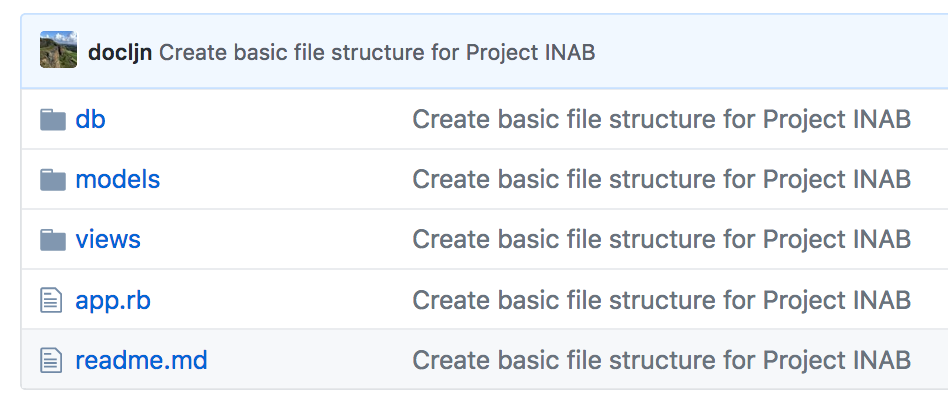 docljn Create basic file structure for Project INAB
db Create basic file structure for Project INAB
models Create basic file structure for Project INAB
views Create basic file structure for Project INAB
app.rb Create basic file structure for Project INAB
readme.md Create basic file structure for Project INAB